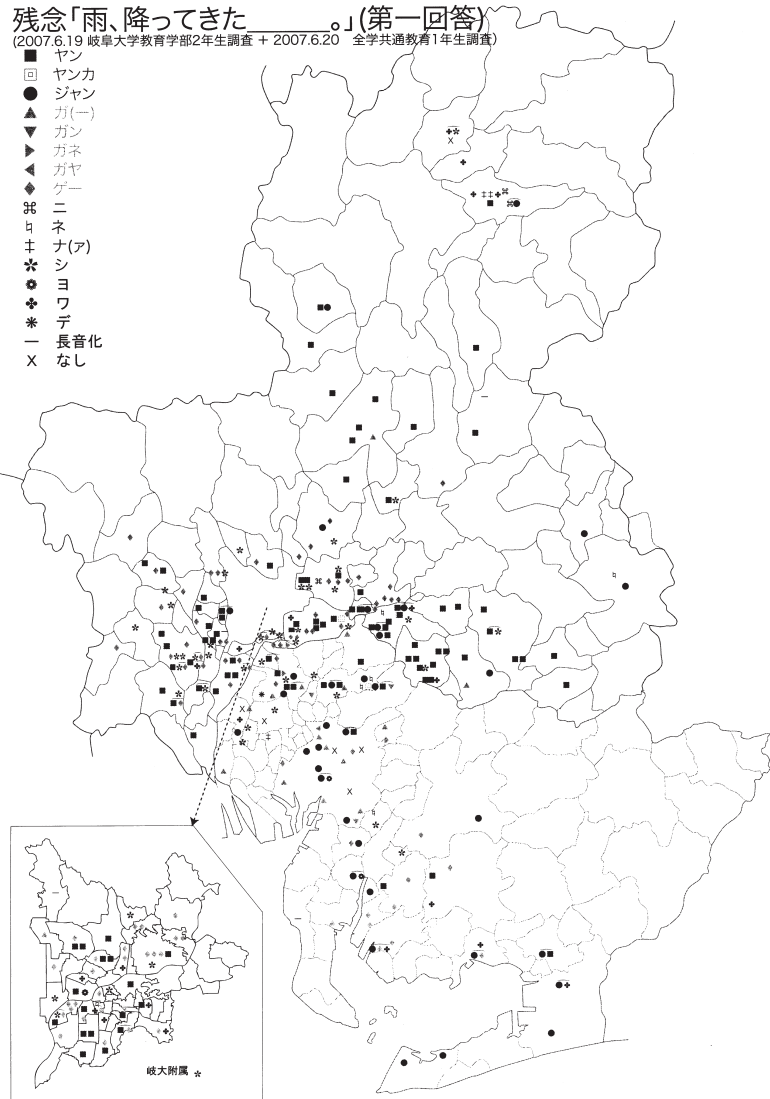 残念「雨、降ってきた______。」(第一回答)
(2007.6.19 岐阜大学教育学部2年生調査 + 2007.6.20 全学共通教育1年生調査)
ヤン
ヤンカ
ジャン
ガ(ー)
ガン
ガネ
ガヤ
ゲー
ニ
ネ
ナ(ァ)
シ
ヨ
ワ
デ
長音化
なし
岐大附属